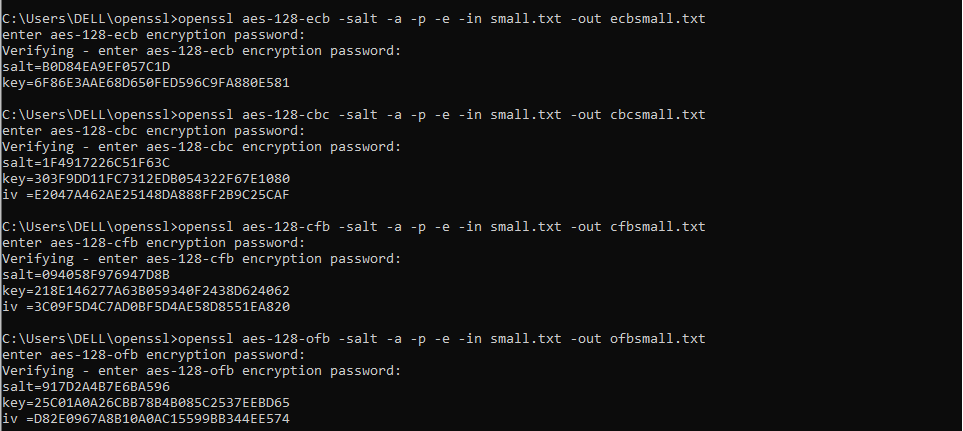 C:\Users\DELL\openssl>openssl aes-128-ecb -salt -a -p -e -in small.txt -out ecbsmall.txt
enter aes-128-ecb encryption password:
Verifying - enter aes-128-ecb encryption password:
salt=B0D84EA9EF057C1D
key=6F86E3AAE68D650FED596C9FA880E581
C:\Users\DELL\openssl>openssl aes-128-cbc -salt -a -p -e -in small.txt -out cbcsmall.txt
enter aes-128-cbc encryption password:
Verifying - enter aes-128-cbc encryption password:
salt=1F4917226C51F63C
key=303F9DD11FC7312EDB054322F67E1080
iv =E2047A462AE25148DA888FF2B9C25CAF
C:\Users\DELL\openssl>openssl aes-128-cfb -salt -a -p -e -in small.txt -out cfbsmall.txt
enter aes-128-cfb encryption password:
Verifying - enter aes-128-cfb encryption password:
salt=094058F976947D8B
key=218E146277A63B059340F2438D624062
iv =3C09F5D4C7AD0BF5D4AE58D8551EA820
C:\Users\DELL\openssl>openssl aes-128-ofb -salt -a -p -e -in small.txt -out ofbsmall.txt
enter aes-128-ofb encryption password:
Verifying - enter aes-128-ofb encryption password:
salt=917D2A4B7E6BA596
key=25C01A0A26CBB78B4B085C2537EEBD65
iv =D82E0967A8B10A0AC15599BB344EE574